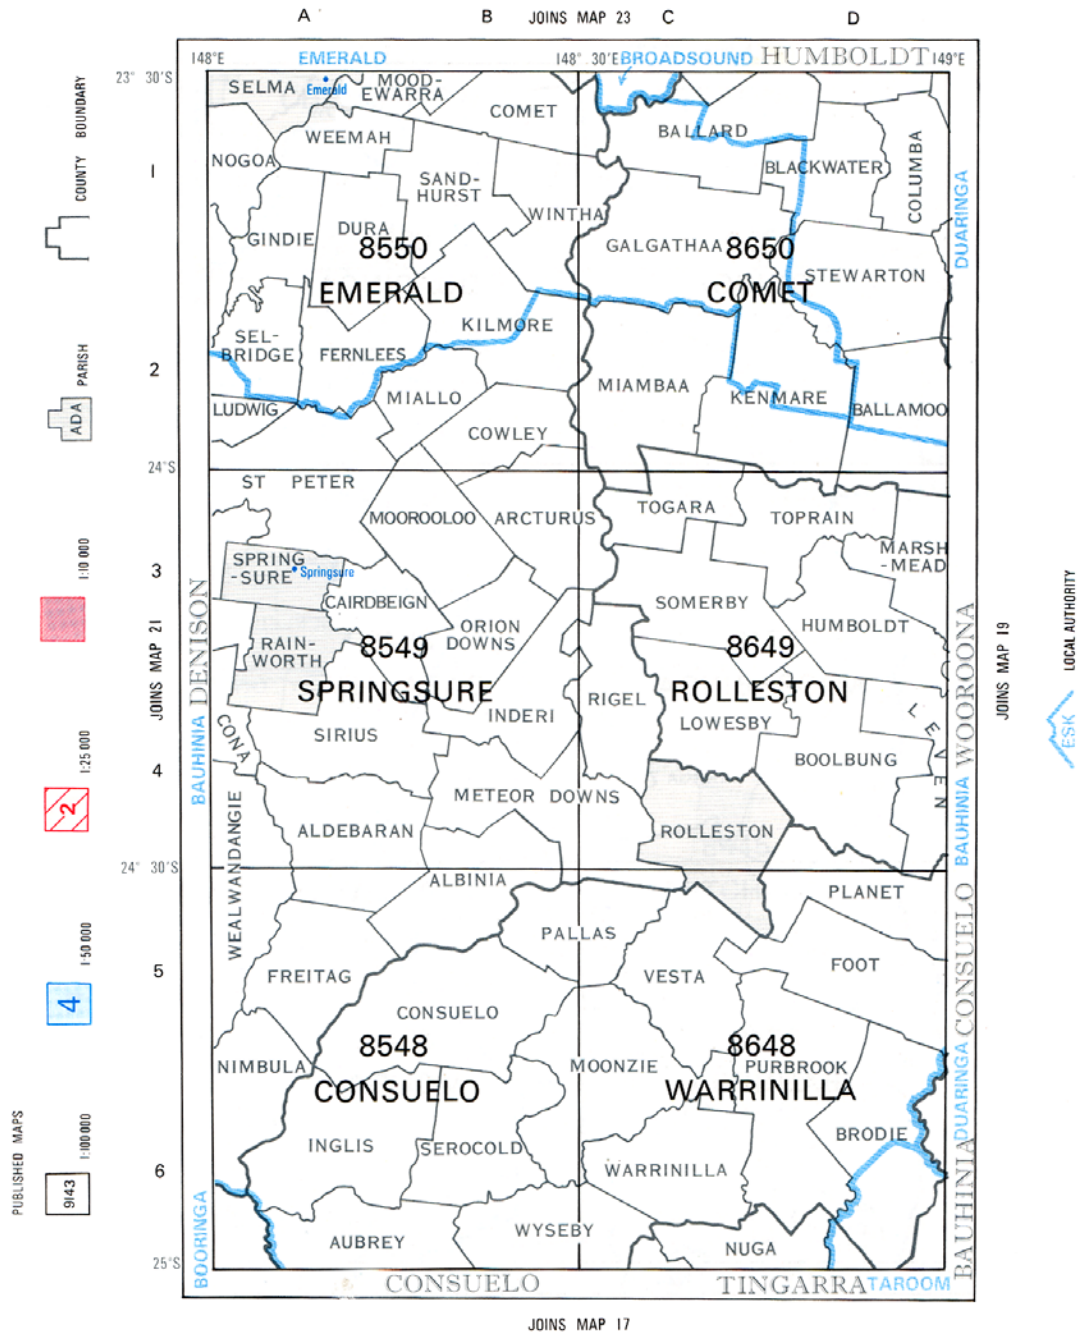 A B JOINS MAP 23 C D
148°E EMERALD 148° 30'E BROADSOUND HUMBOLDT 149°E
23° 30'S
SELMA Emerald MOOD-
EWARRA
COMET
BALLARD
WEEMAH
NOGOA
1
BLACKWATER
COLUMBA
SAND-
HURST
WINTHA
DURA
GINDIE
GALGATHAA
8550
8650
STEWARTON
EMERALD
COMET
DUARINGA
KILMORE
SEL-
BRIDGE
FERNLEES
2
MIALLO
MIAMBAA
KENMARE
LUDWIG
BALLAMOO
COWLEY
24°S
ST PETER
TOGARA
MOOROOLOO
ARCTURUS
TOPRAIN
MARSH
-MEAD
SPRING
-SURE
Springsure
3
CAIRDBEIGN
SOMERBY
ORION
DOWNS
HUMBOLDT
RAIN-
WORTH
8549
8649
SPRINGSURE
ROLLESTON
RIGEL
INDERI
LOWESBY
SIRIUS
CONA
LEVEN
BOOLBUNG
4
METEOR DOWNS
ALDEBARAN
ROLLESTON
WEALWANDANGIE
24° 30'S
ALBINIA
PLANET
PALLAS
FOOT
5
FREITAG
VESTA
CONSUELO
8548
8648
NIMBULA
MOONZIE
PURBROOK
CONSUELO
WARRINILLA
BRODIE
INGLIS
SEROCOLD
6
WARRINILLA
AUBREY
WYSEBY
NUGA
25°S
CONSUELO TINGARRA TAROOM
JOINS MAP 17
JOINS MAP 21
BAUHINIA DENISON
BOORINGA
JOINS MAP 19
BAUHINIA WOOROONA
DUARINGA CONSUELO
BAUHINIA
COUNTY BOUNDARY
PARISH
ADA
1:10 000
1:25 000
2
1:50 000
4
1:100 000
9143
PUBLISHED MAPS
LOCAL AUTHORITY
ESK